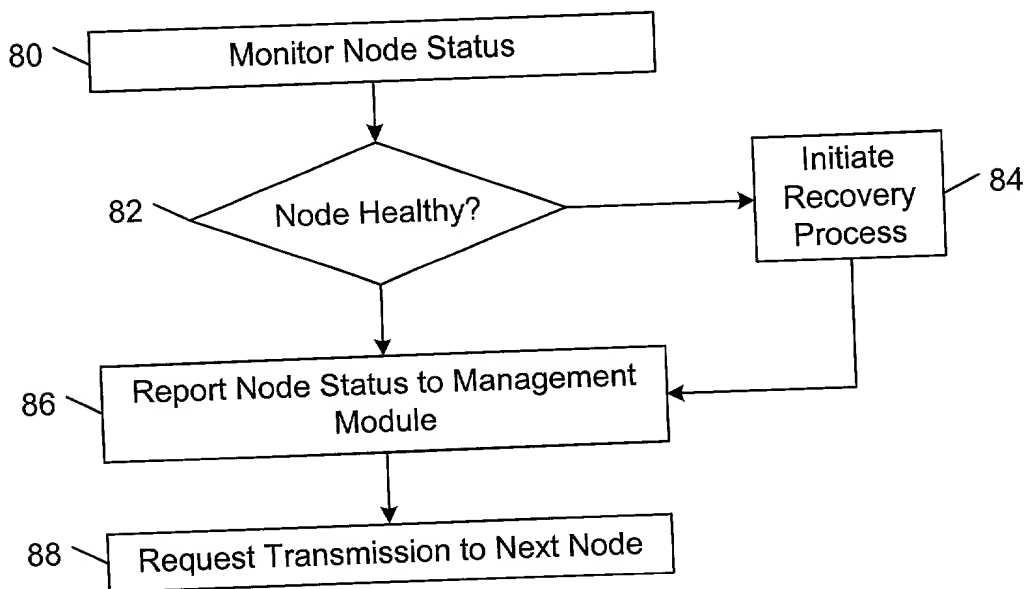 80
Monitor Node Status
82
Node Healthy?
Initiate
Recovery
Process
84
86
Report Node Status to Management
Module
88
Request Transmission to Next Node